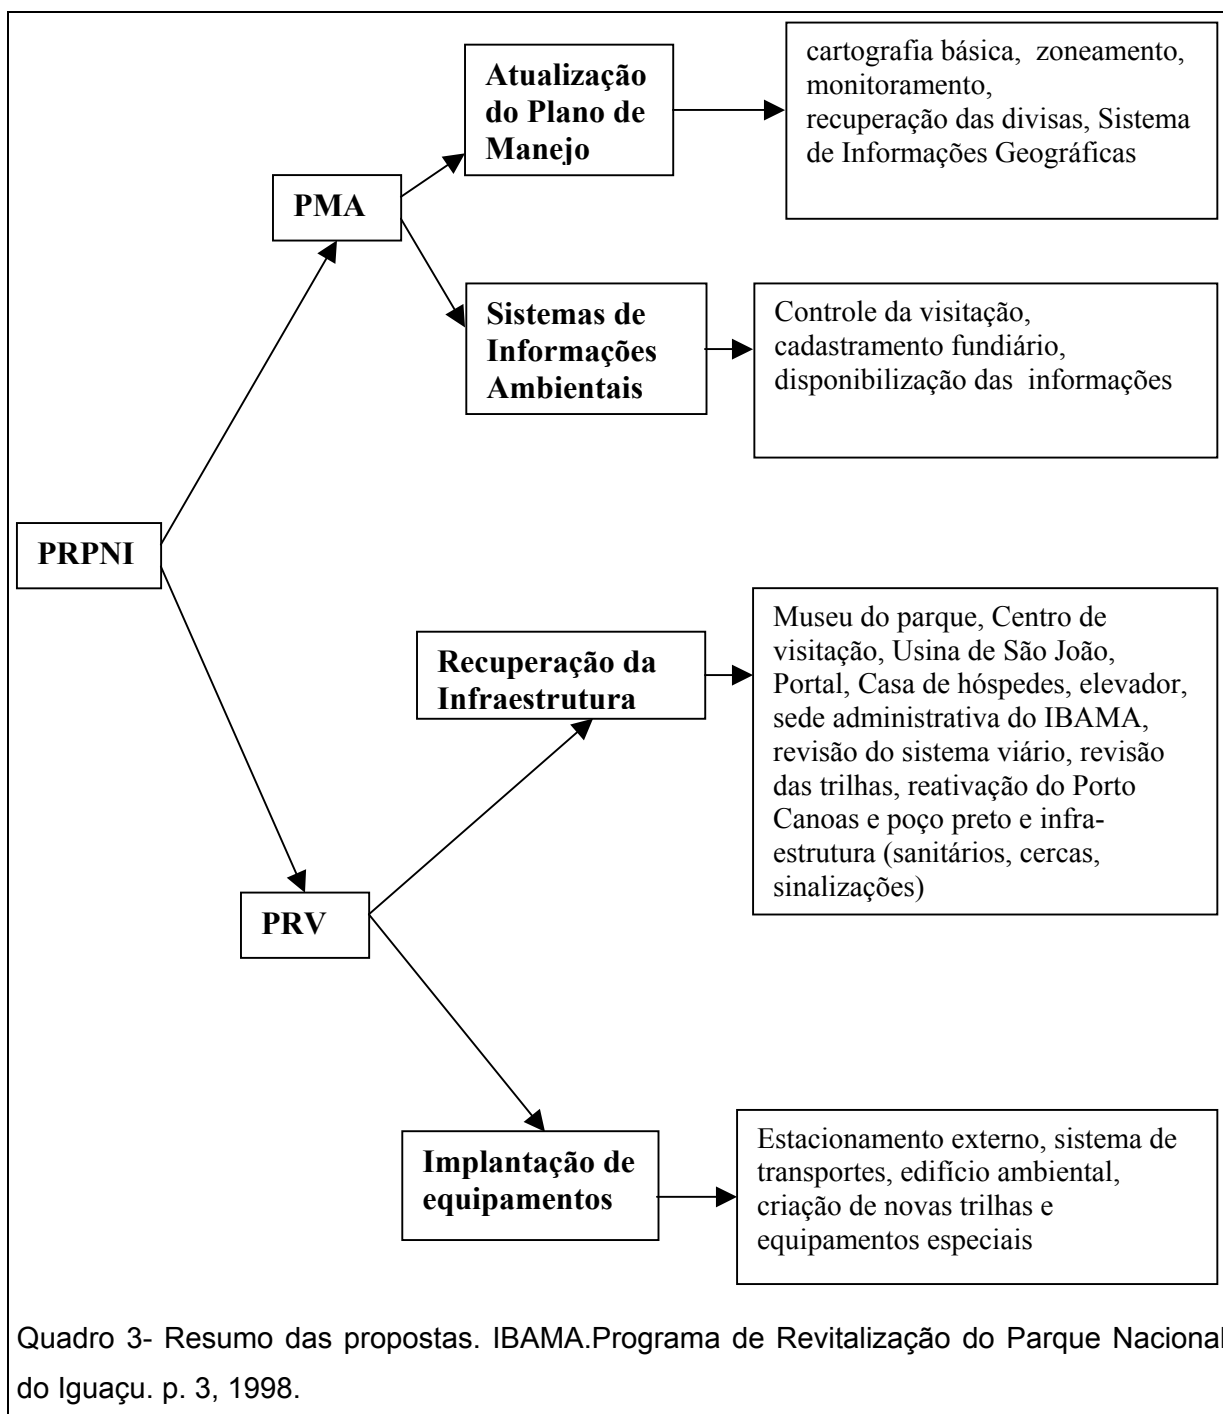 Atualização
do Plano de
Manejo
cartografia básica, zoneamento,
monitoramento,
recuperação das divisas, Sistema
de Informações Geográficas
PMA
Sistemas de
Informações
Ambientais
Controle da visitação,
cadastramento fundiário,
disponibilização das informações
PRPNI
Recuperação da
Infraestrutura
Museu do parque, Centro de
visitação, Usina de São João,
Portal, Casa de hóspedes, elevador,
sede administrativa do IBAMA,
revisão do sistema viário, revisão
das trilhas, reativação do Porto
Canoas e poço preto e infra-
estrutura (sanitários, cercas,
sinalizações)
PRV
Implantação de
equipamentos
Estacionamento externo, sistema de
transportes, edifício ambiental,
criação de novas trilhas e
equipamentos especiais
Quadro 3- Resumo das propostas. IBAMA.Programa de Revitalização do Parque Nacional
do Iguaçu. p. 3, 1998.